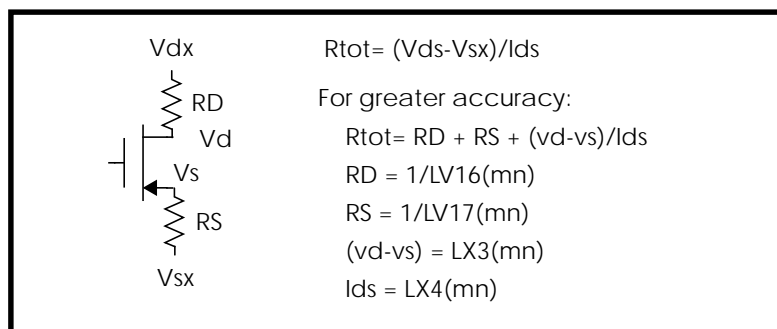 Vdx
RD
Vd
Vs
RS
Vsx
Rtot= (Vds-Vsx)/Ids
For greater accuracy:
Rtot= RD + RS + (vd-vs)/Ids
RD = 1/LV16(mn)
RS = 1/LV17(mn)
(vd-vs) = LX3(mn)
Ids = LX4(mn)